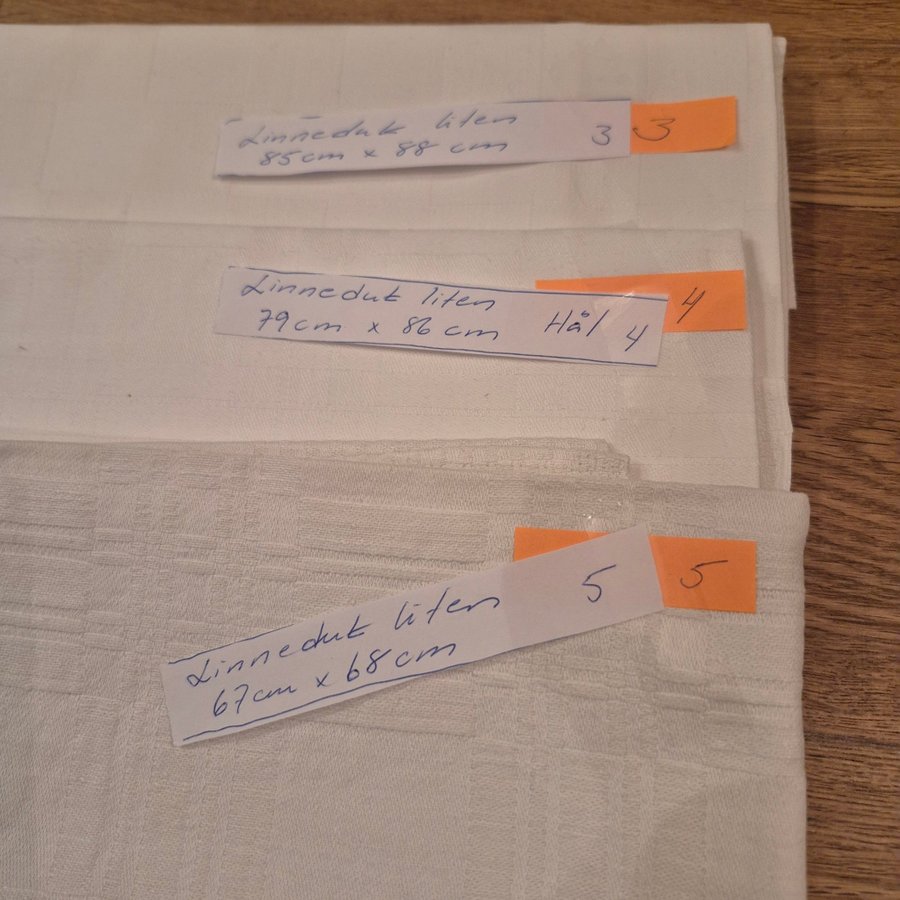 Linneduk liten
85cm x 88 cm 3 3
Linneduk liten
79cm x 86 cm Hål 4 4
Linneduk liten 5 5
67cm x 68cm